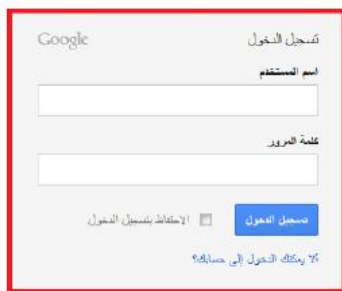 تسجيل الدخول Google
اسم المستخدم
كلمة المرور
تسجيل الدخول الاحتفاظ بتسجيل الدخول
ألا يمكنك الدخول إلى حسابك؟